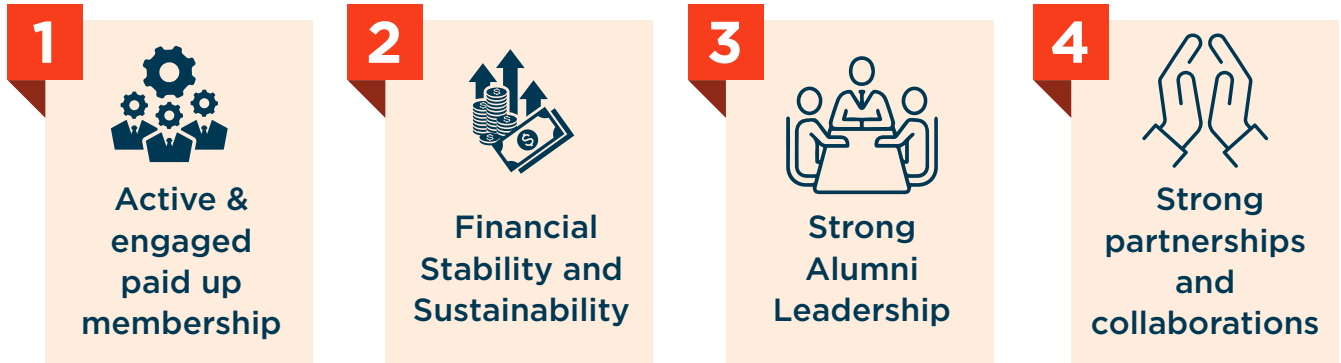 1
Active &
engaged
paid up
membership
2
Financial
Stability and
Sustainability
3
Strong
Alumni
Leadership
4
Strong
partnerships
and
collaborations